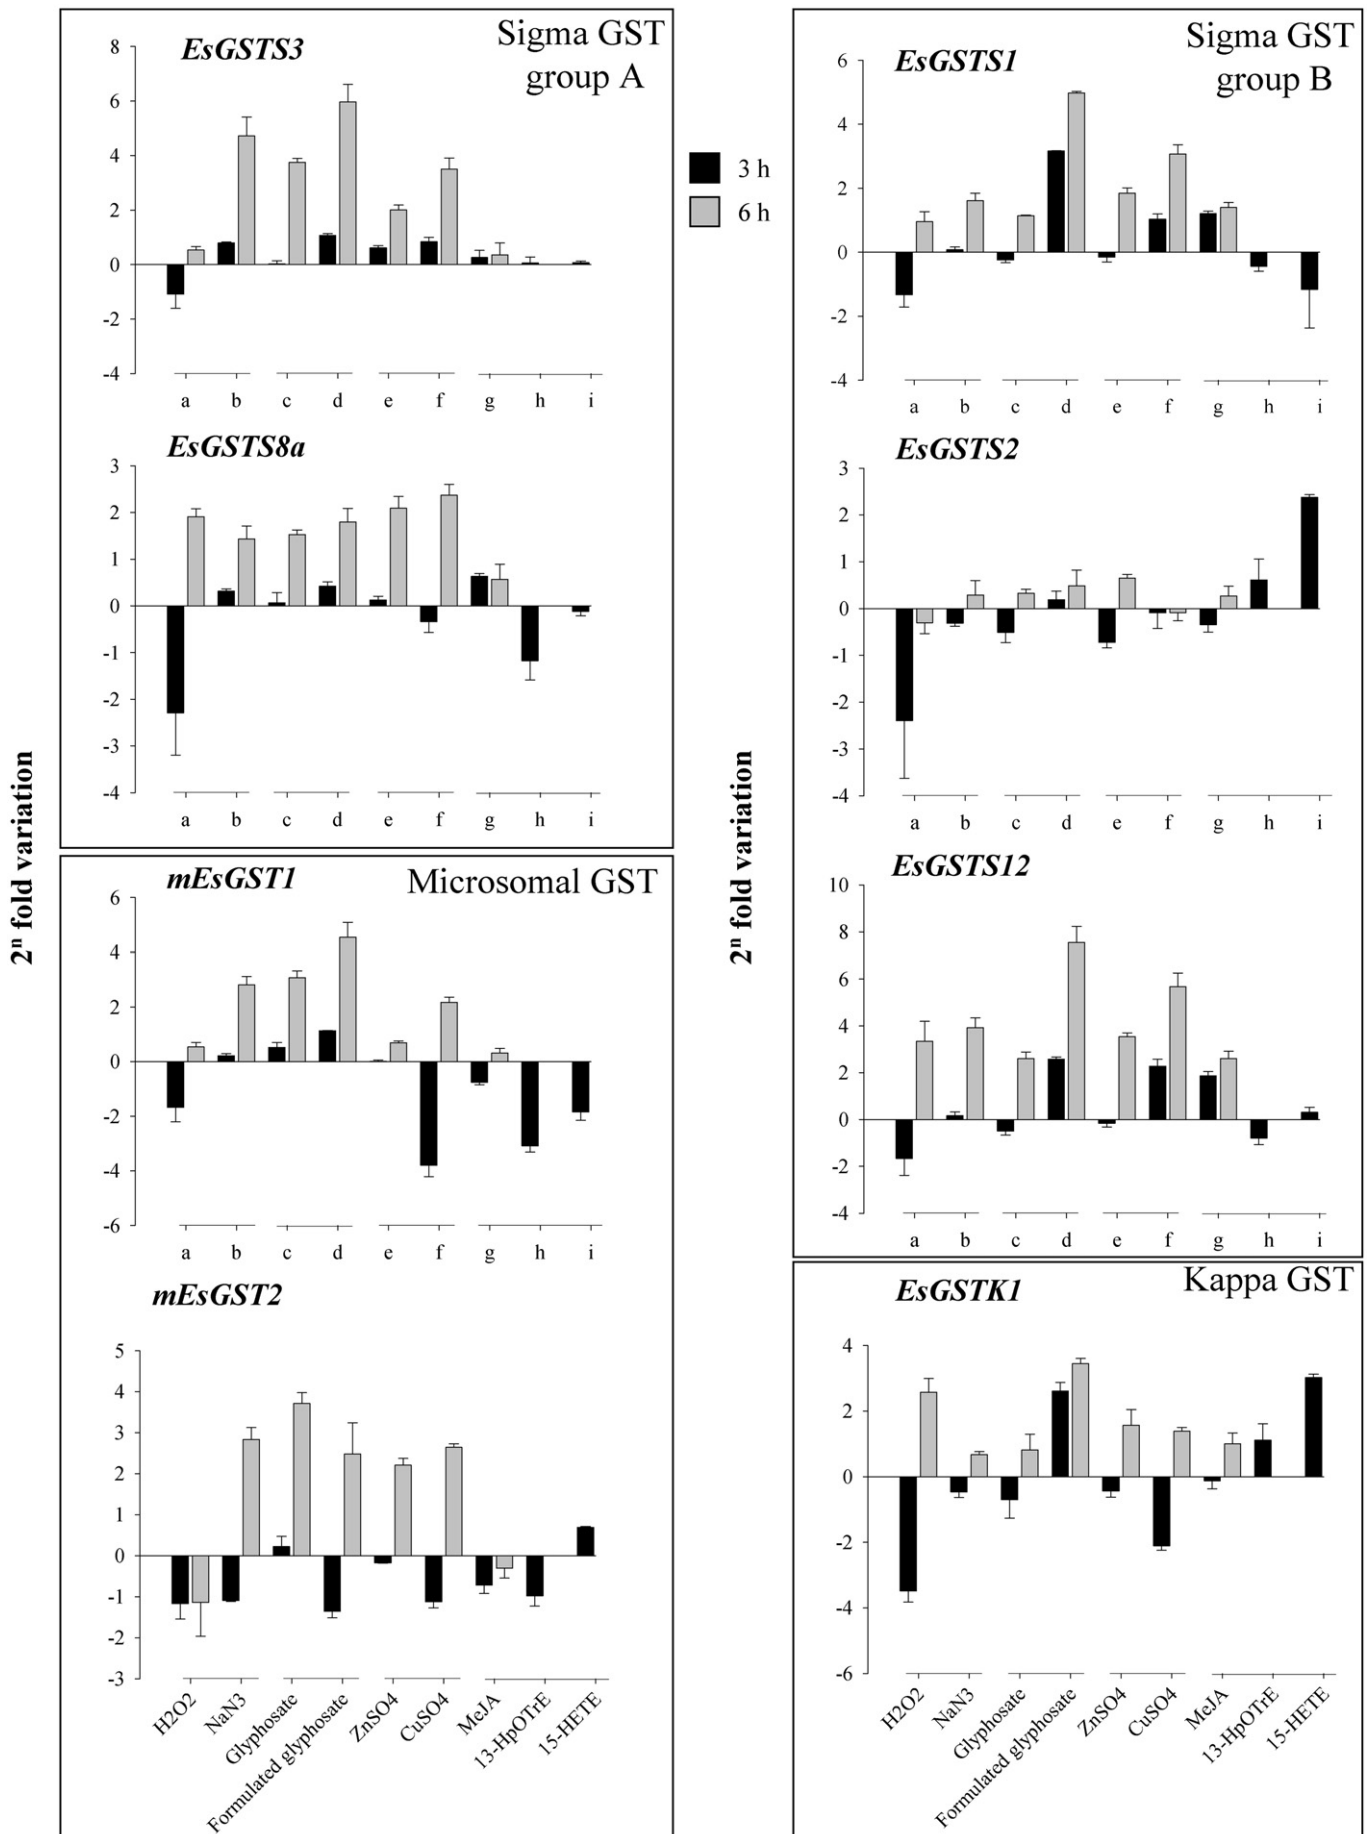 EsGSTS3
Sigma GST
group A
8
6
4
2
0
-2
-4
a b c d e f g h i
EsGSTS8a
3
2
1
0
-1
-2
-3
-4
a b c d e f g h i
2ⁿ fold variation
mEsGST1
Microsomal GST
6
4
2
0
-2
-4
-6
a b c d e f g h i
mEsGST2
5
4
3
2
1
0
-1
-2
-3
H2O2
NaN3
Glyphosate
Formulated glyphosate
ZnSO4
CuSO4
MeJA
13-HpOTrE
15-HETE
3 h
6 h
EsGSTS1
Sigma GST
group B
6
4
2
0
-2
-4
a b c d e f g h i
EsGSTS2
3
2
1
0
-1
-2
-3
-4
a b c d e f g h i
2ⁿ fold variation
EsGSTS12
10
8
6
4
2
0
-2
-4
a b c d e f g h i
EsGSTK1
Kappa GST
4
2
0
-2
-4
-6
H2O2
NaN3
Glyphosate
Formulated glyphosate
ZnSO4
CuSO4
MeJA
13-HpOTrE
15-HETE